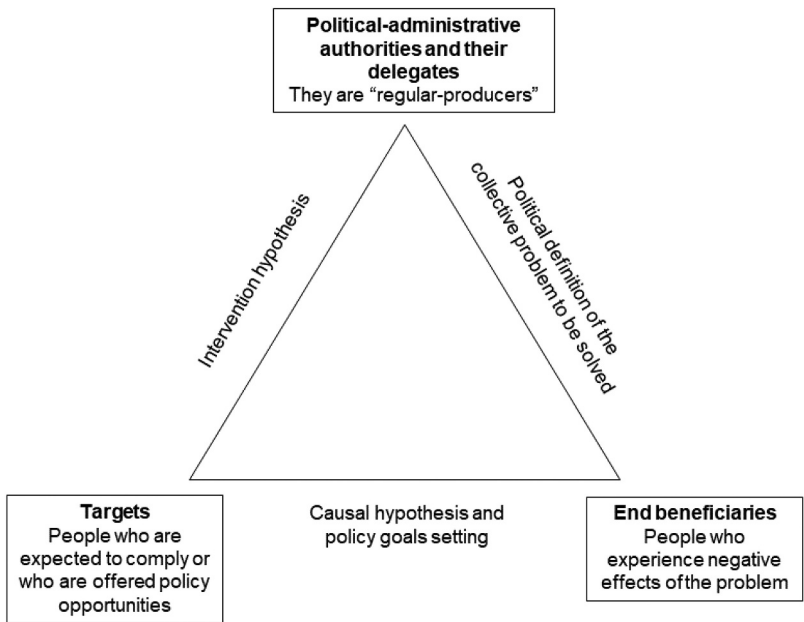 Political-administrative
authorities and their
delegates
They are “regular-producers”
Intervention hypothesis
Political definition of the
collective problem to be solved
Targets
People who are
expected to comply or
who are offered policy
opportunities
Causal hypothesis and
policy goals setting
End beneficiaries
People who
experience negative
effects of the problem